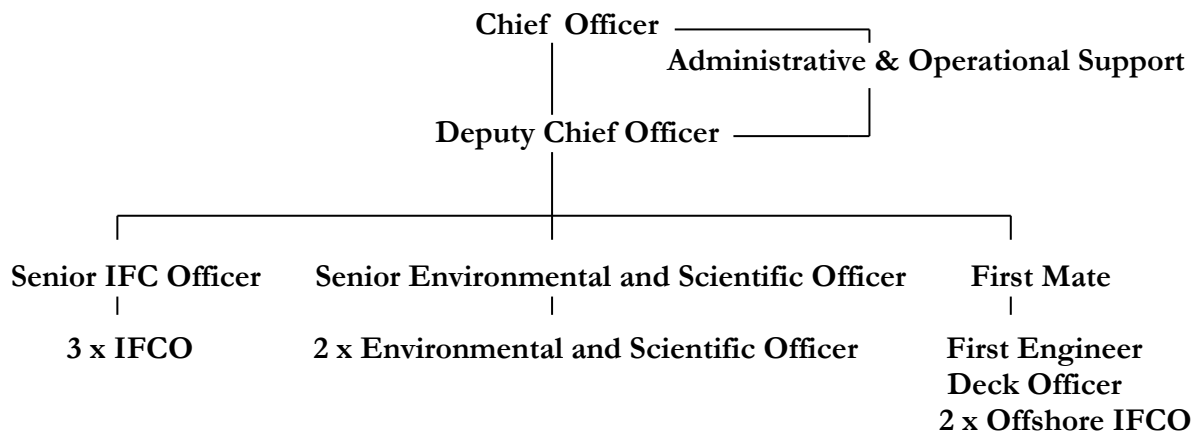 Chief Officer
Administrative & Operational Support
Deputy Chief Officer
Senior IFC Officer
Senior Environmental and Scientific Officer
First Mate
3 x IFCO
2 x Environmental and Scientific Officer
First Engineer
Deck Officer
2 x Offshore IFCO